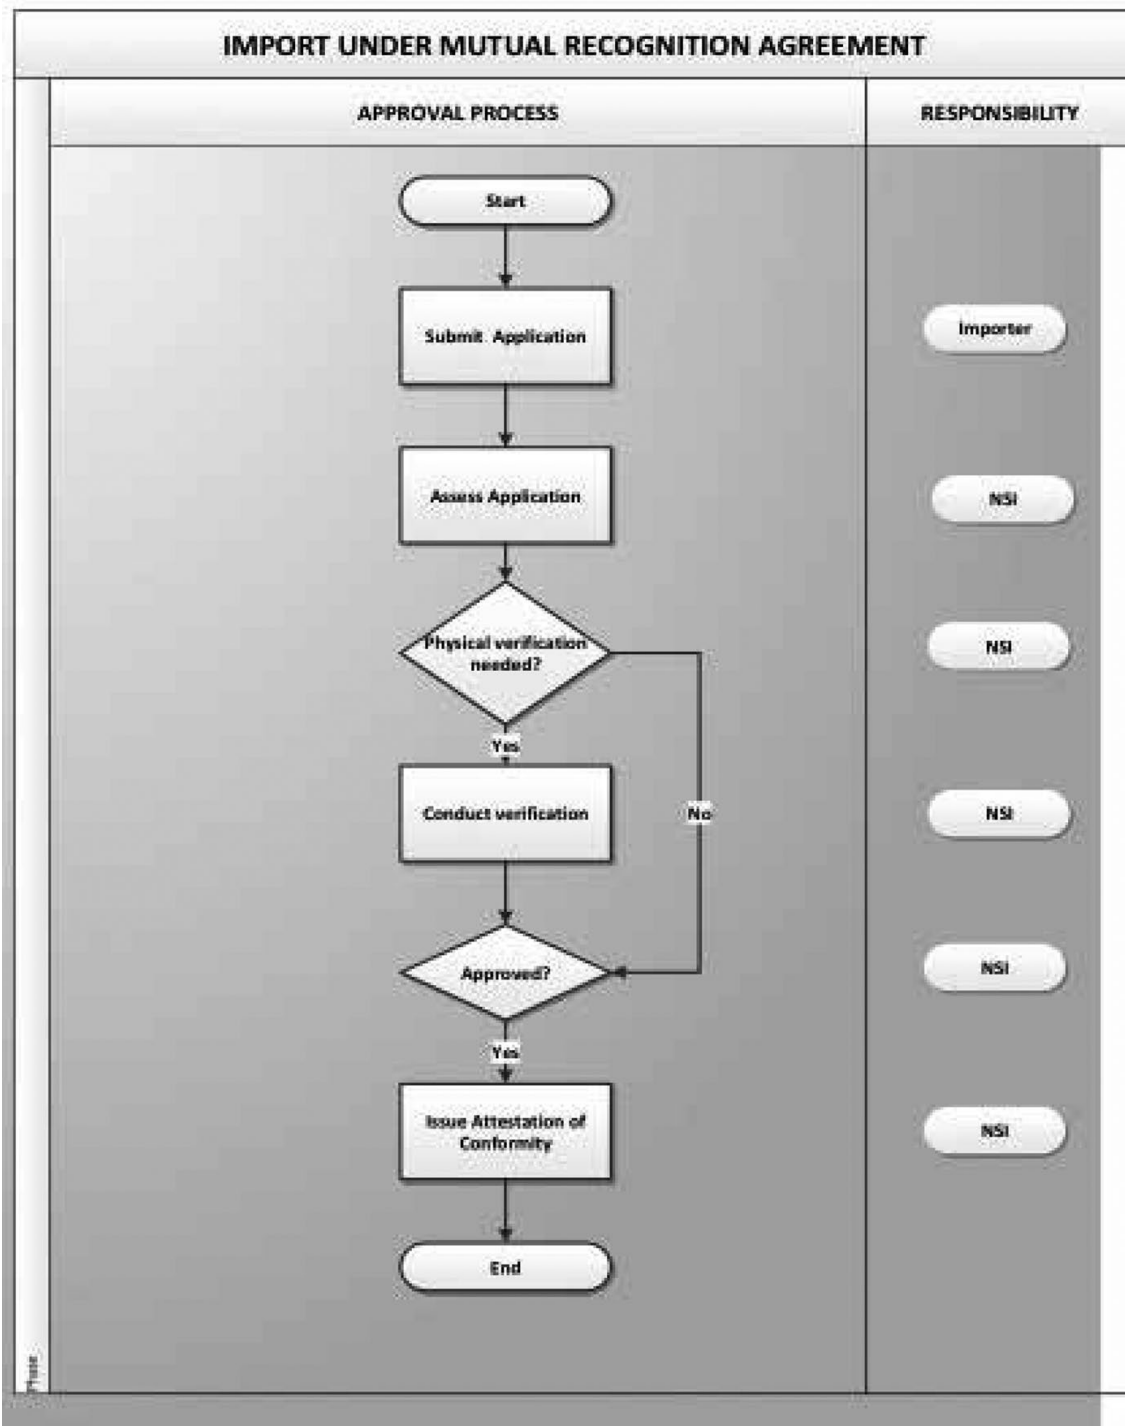 IMPORT UNDER MUTUAL RECOGNITION AGREEMENT
APPROVAL PROCESS
RESPONSIBILITY
Start
Submit Application
Importer
Assess Application
NSI
Physical verification
needed?
NSI
Yes
Conduct verification
No
NSI
Approved?
NSI
Yes
Issue Attestation of
Conformity
NSI
End
Phase